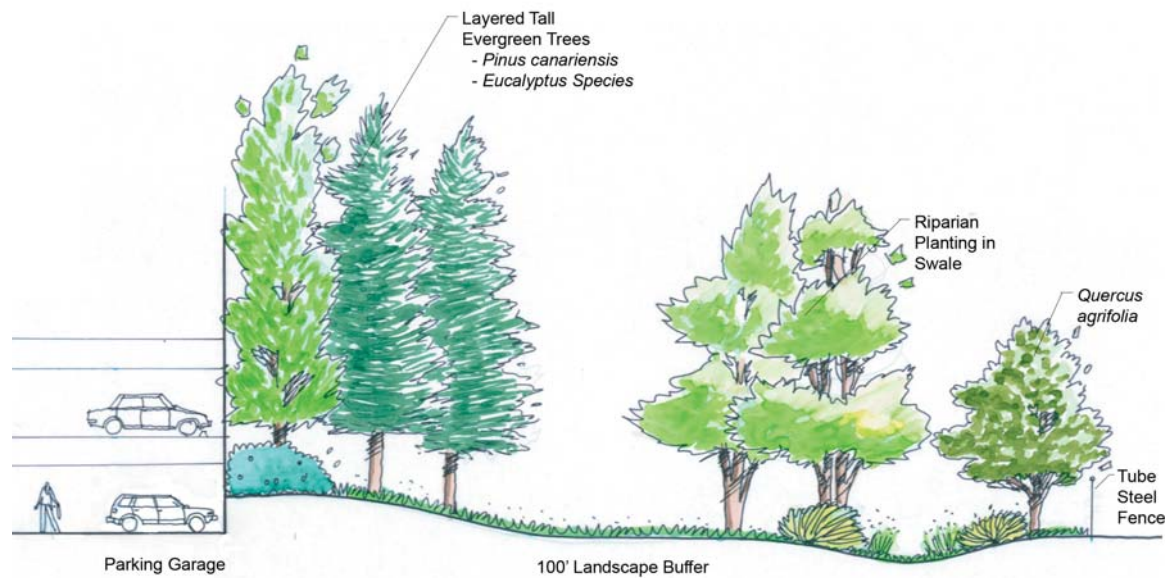 Layered Tall
Evergreen Trees
- Pinus canariensis
- Eucalyptus Species
Riparian
Planting in
Swale
Quercus
agrifolia
Tube
Steel
Fence
Parking Garage
100' Landscape Buffer